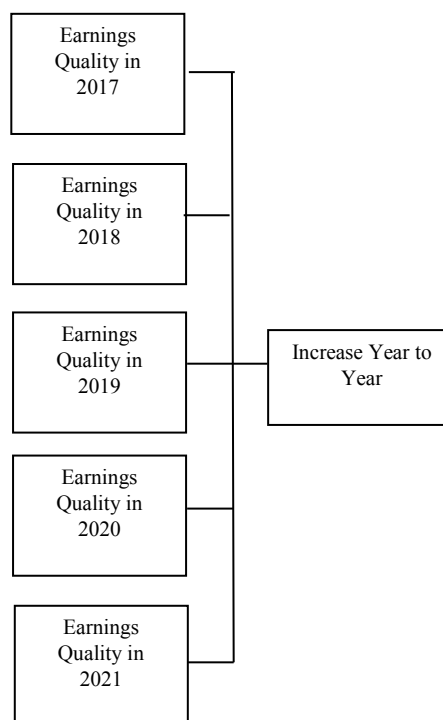 Earnings
Quality in
2017
Earnings
Quality in
2018
Earnings
Quality in
2019
Increase Year to
Year
Earnings
Quality in
2020
Earnings
Quality in
2021